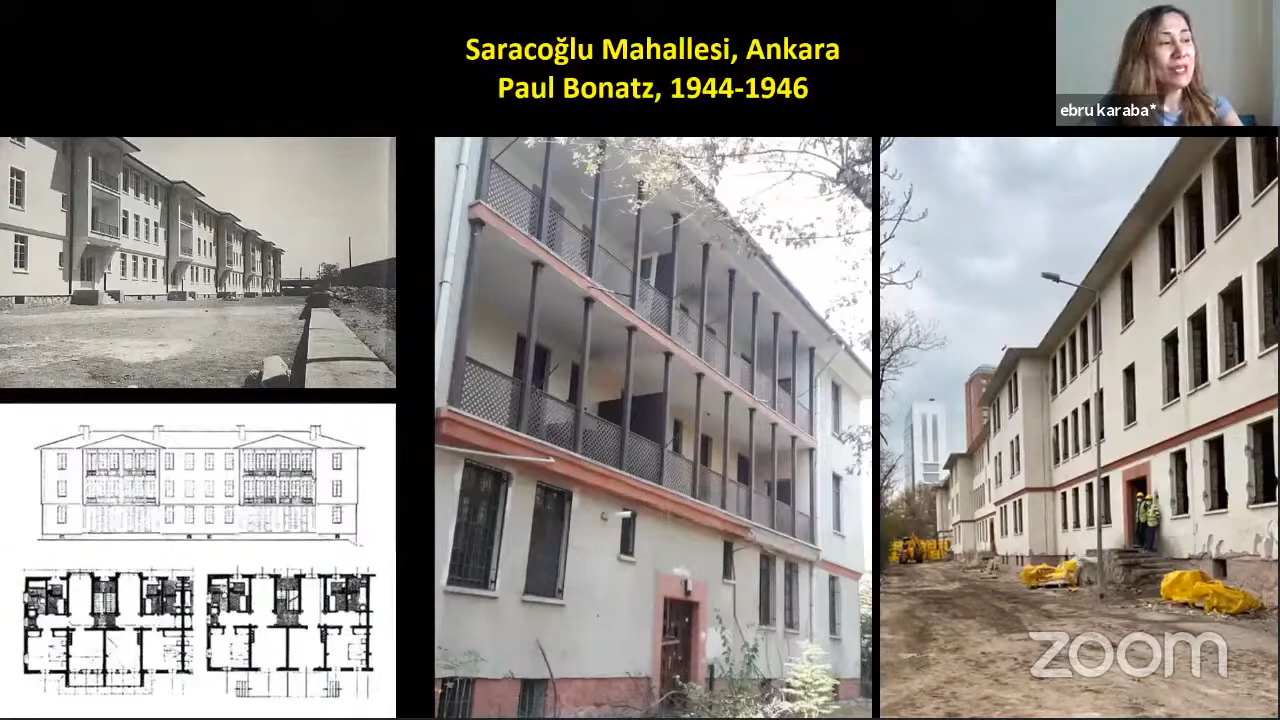 Saracoğlu Mahallesi, Ankara
Paul Bonatz, 1944-1946
ebru karaba*
zoom